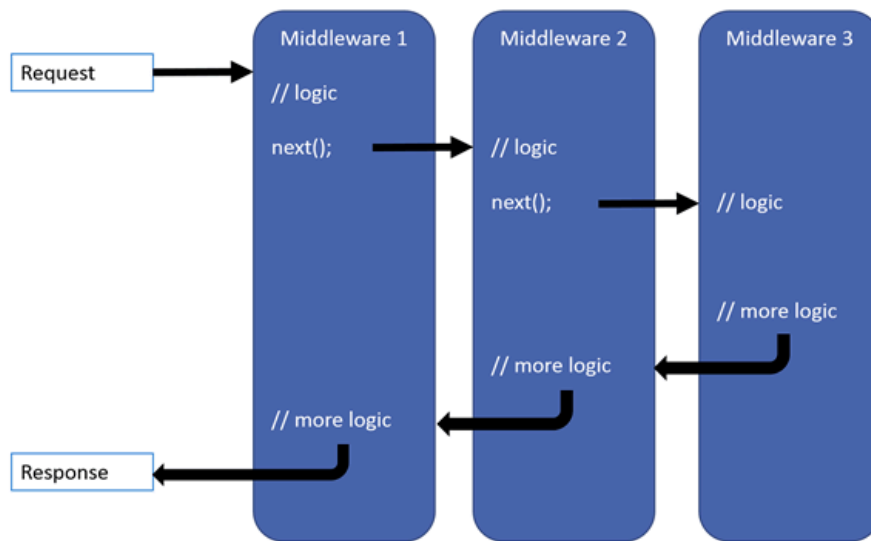 Middleware 1
Middleware 2
Middleware 3
Request
// logic
next();
// logic
next();
// logic
// more logic
// more logic
// more logic
Response